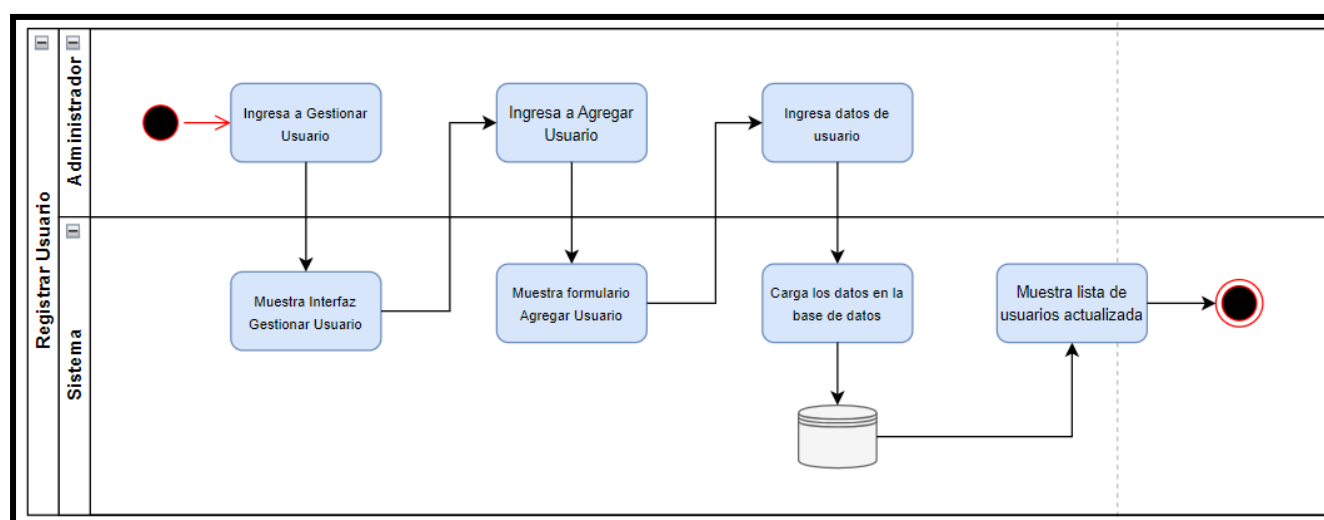 Registrar Usuario
Administrador
Ingresa a Gestionar
Usuario
Ingresa a Agregar
Usuario
Ingresa datos de
usuario
Sistema
Muestra Interfaz
Gestionar Usuario
Muestra formulario
Agregar Usuario
Carga los datos en la
base de datos
Muestra lista de
usuarios actualizada